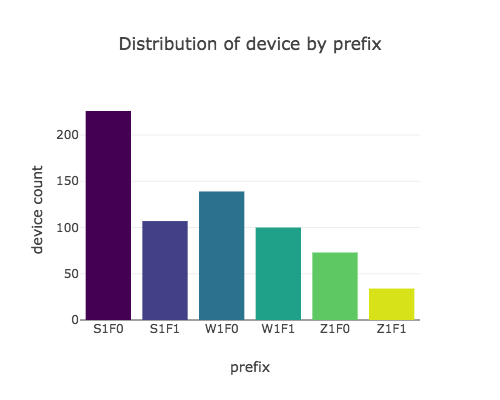 Distribution of device by prefix
device count
200
150
100
50
0
S1F0 S1F1 W1F0 W1F1 Z1F0 Z1F1
prefix